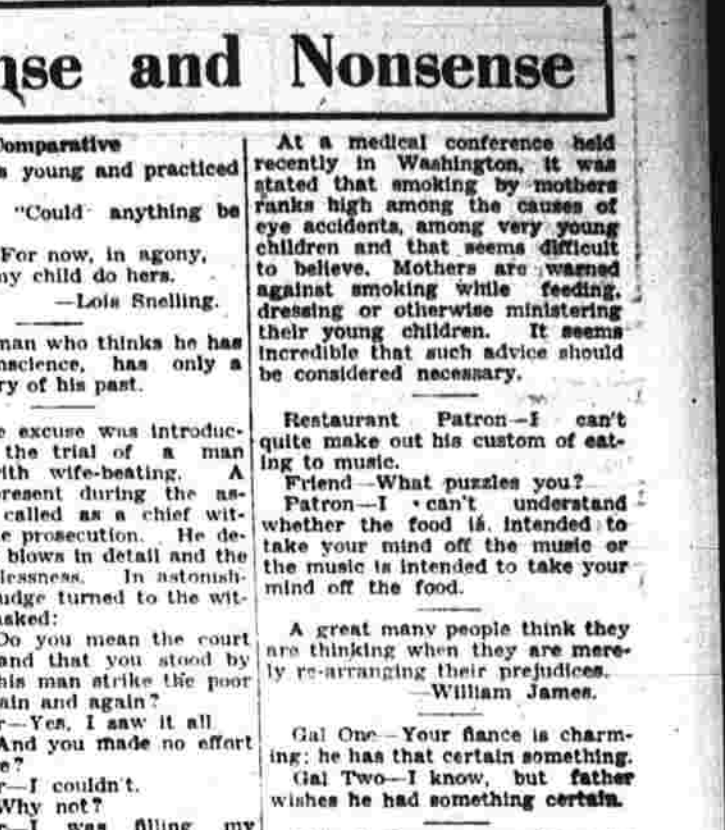 nse and Nonsense
Comparative
young and practiced
"Could anything be
For now, in agony,
my child do hers.
—Lois Snelling.
man who thinks he has
has only a
ry of his past.
excuse was introduc-
the trial of a man
ith wife-beating. A
resent during the as-
called as a chief wit-
e prosecution. He de-
blows in detail and the
lessness. In astonish-
udge turned to the wit-
asked:
Do you mean the court
and that you stood by
his man strike the poor
ain and again?
r—Yes, I saw it all.
And you made no effort
e?
r—I couldn't.
Why not?
r—I was filling my
At a medical conference held
recently in Washington, it was
stated that smoking by mothers
ranks high among the causes of
eye accidents, among very young
children and that seems difficult
to believe. Mothers are warned
against smoking while feeding,
dressing or otherwise ministering
their young children. It seems
incredible that such advice should
be considered necessary.
Restaurant Patron—I can't
quite make out his custom of eat-
ing to music.
Friend—What puzzles you?
Patron—I can't understand
whether the food is intended to
take your mind off the music or
the music is intended to take your
mind off the food.
A great many people think they
are thinking when they are mere-
ly re-arranging their prejudices.
—William James.
Gal One—Your fiance is charm-
ing; he has that certain something.
Gal Two—I know, but father
wishes he had something certain.